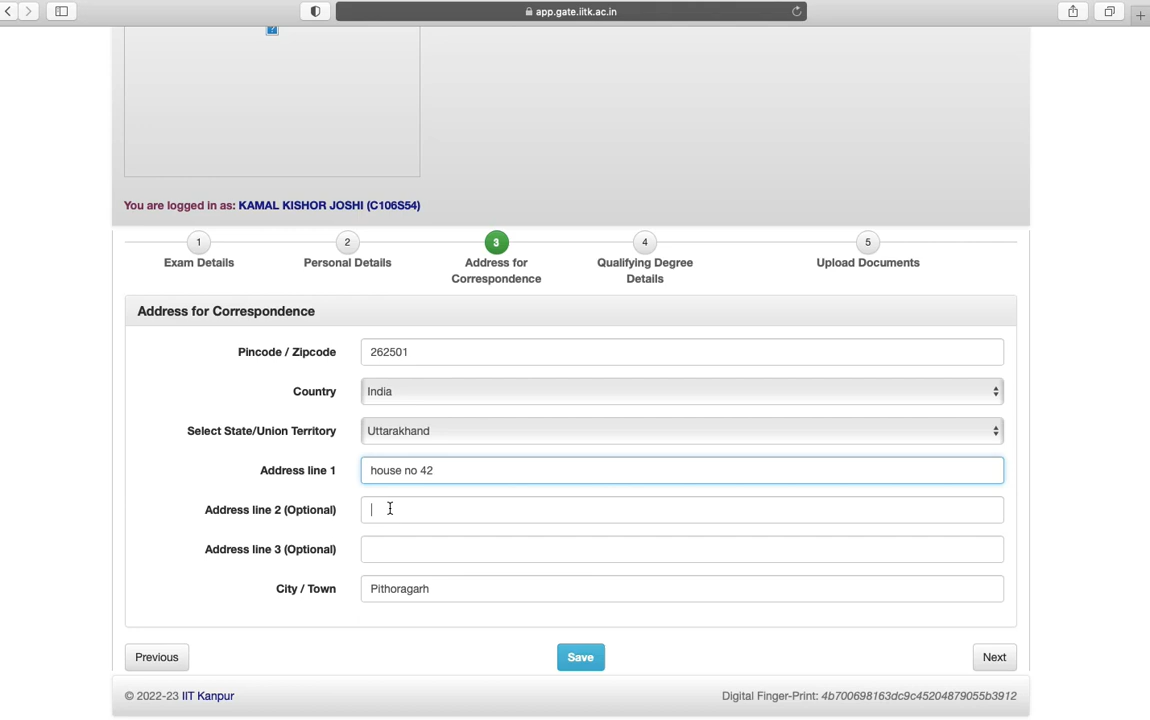 app.gate.iitk.ac.in
You are logged in as: KAMAL KISHOR JOSHI (C106S54)
1 2 3 4 5
Exam Details Personal Details Address for Correspondence Qualifying Degree Details Upload Documents
Address for Correspondence
Pincode / Zipcode 262501
Country India
Select State/Union Territory Uttarakhand
Address line 1 house no 42
Address line 2 (Optional)
Address line 3 (Optional)
City / Town Pithoragarh
Previous Save Next
© 2022-23 IIT Kanpur Digital Finger-Print: 4b700698163dc9c45204879055b3912